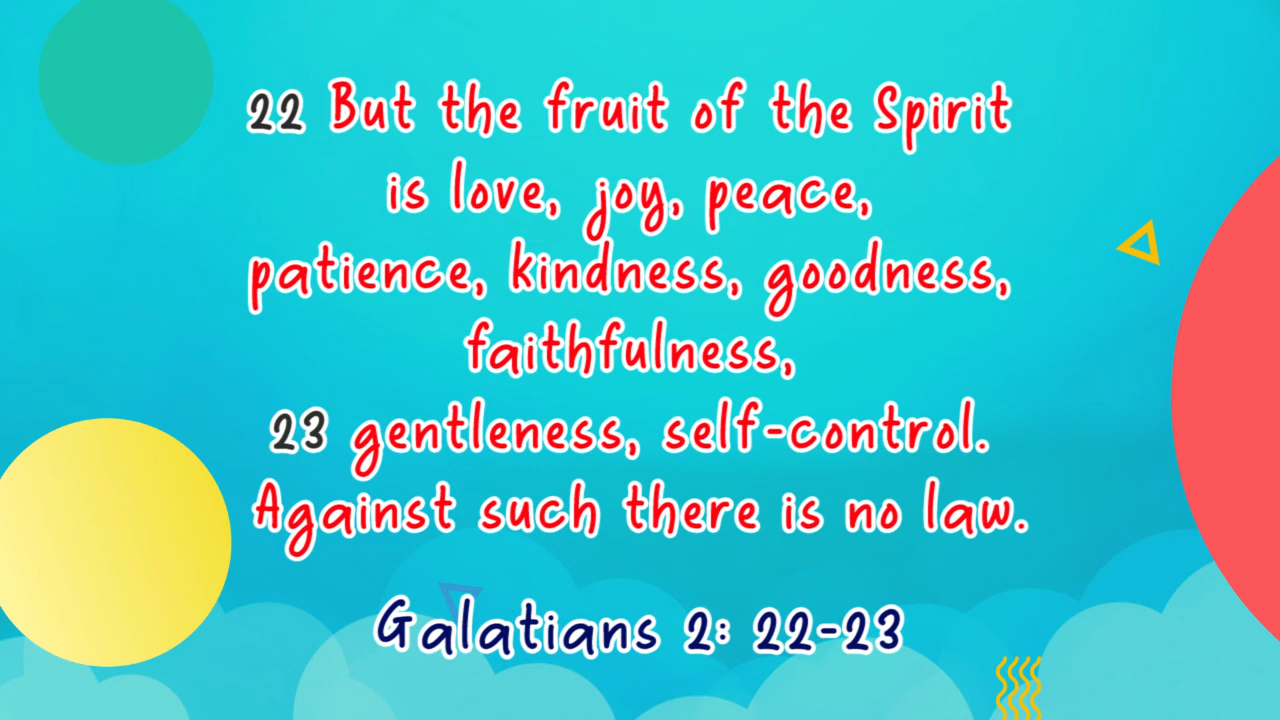 22 But the fruit of the Spirit
is love, joy, peace,
patience, kindness, goodness,
faithfulness,
23 gentleness, self-control.
Against such there is no law.
Galatians 2: 22-23